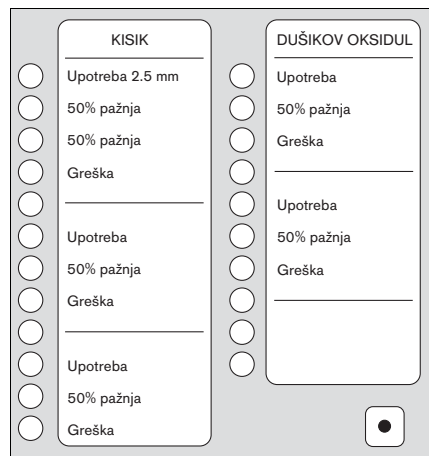 KISIK
Upotreba 2.5 mm
50% pažnja
50% pažnja
Greška
Upotreba
50% pažnja
Greška
Upotreba
50% pažnja
Greška
DUŠIKOV OKSIDUL
Upotreba
50% pažnja
Greška
Upotreba
50% pažnja
Greška